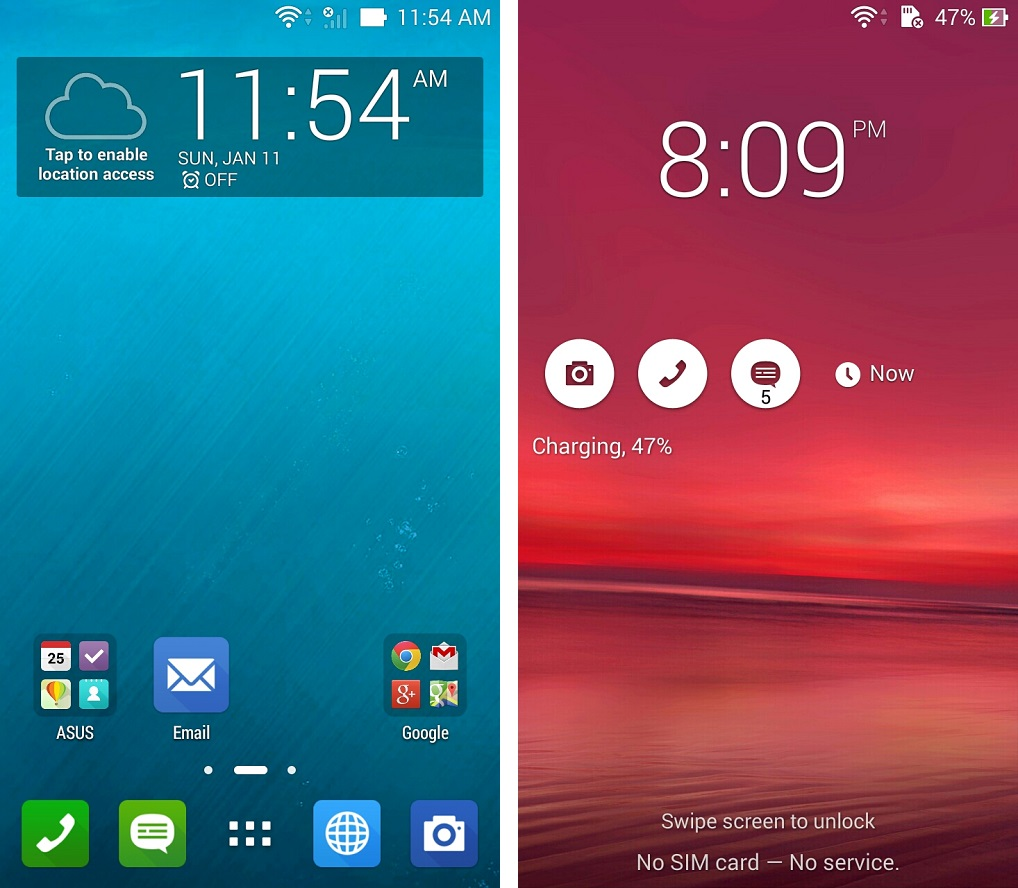 11:54 AM
11:54 AM
Tap to enable
location access
SUN, JAN 11
OFF
25
ASUS
Email
Google
47%
8:09 PM
5
Now
Charging, 47%
Swipe screen to unlock
No SIM card — No service.